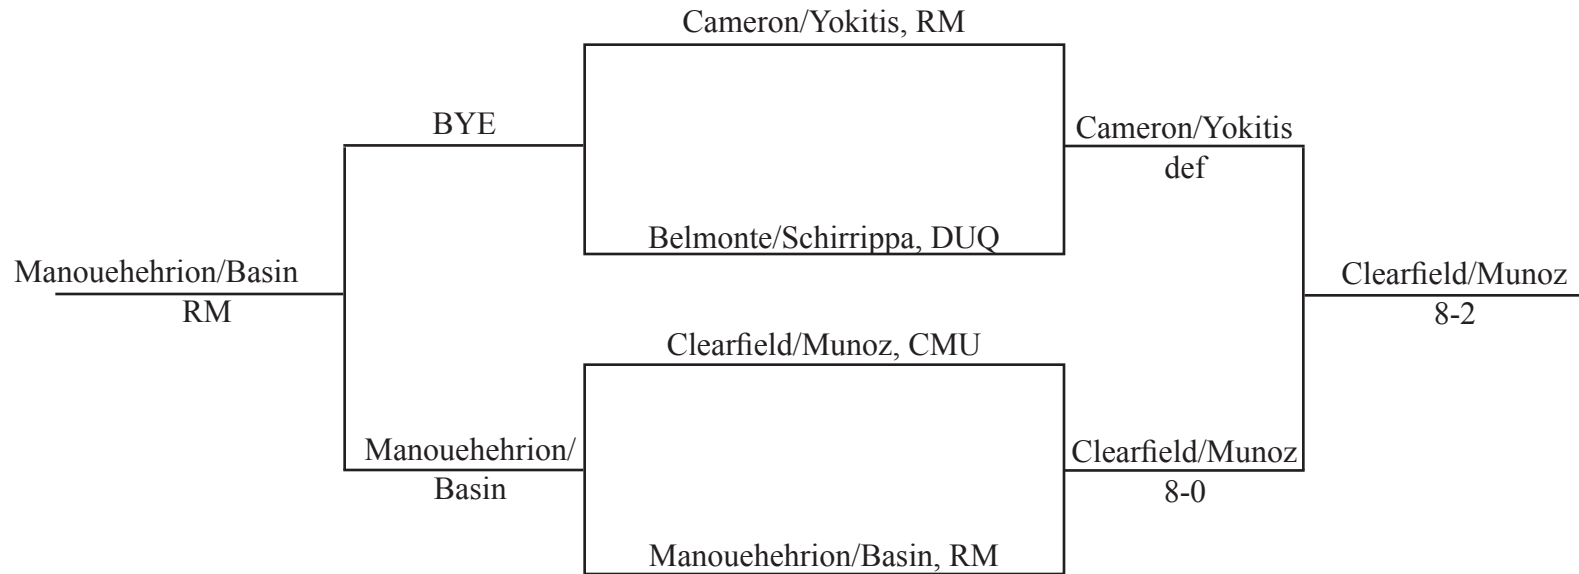 Cameron/Yokitis, RM
BYE
Cameron/Yokitis
def
Belmonte/Schirrippa, DUQ
Manouehehrion/Basin
RM
Clearfield/Munoz
8-2
Clearfield/Munoz, CMU
Manouehehrion/
Basin
Clearfield/Munoz
8-0
Manouehehrion/Basin, RM